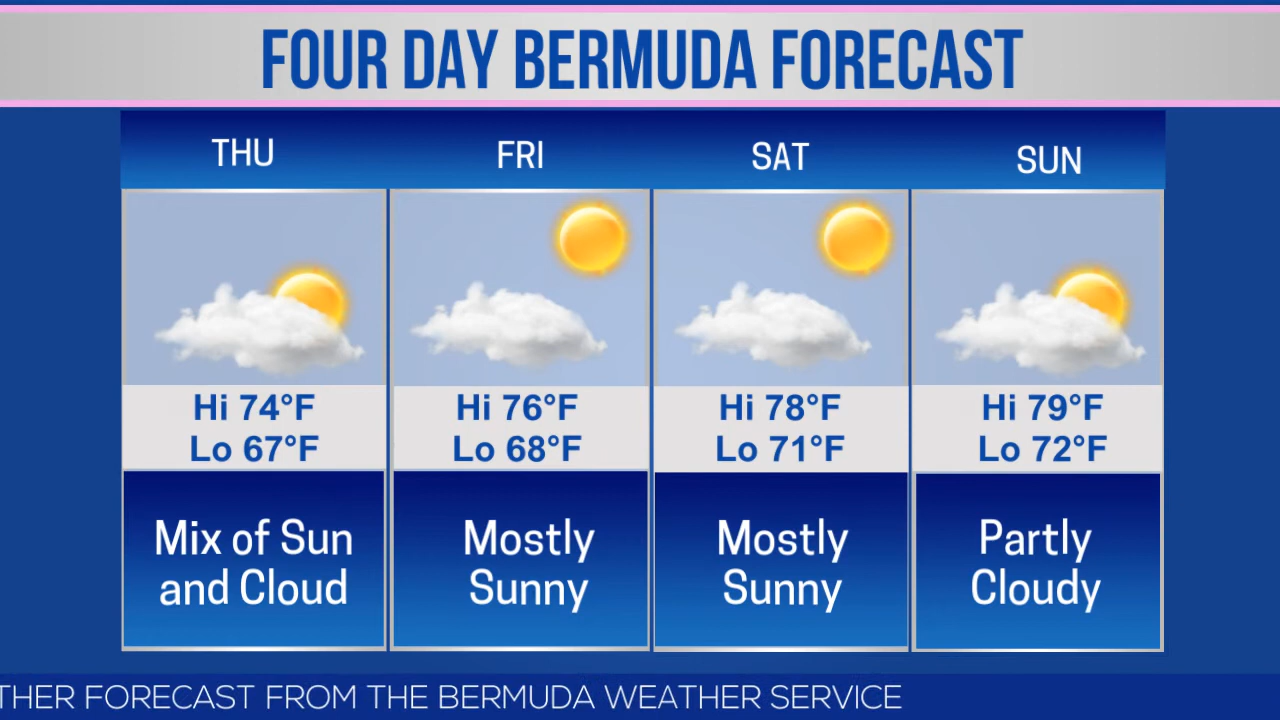 FOUR DAY BERMUDA FORECAST
THU FRI SAT SUN
Hi 74°F Hi 76°F Hi 78°F Hi 79°F
Lo 67°F Lo 68°F Lo 71°F Lo 72°F
Mix of Sun Mostly Mostly Partly
and Cloud Sunny Sunny Cloudy
THER FORECAST FROM THE BERMUDA WEATHER SERVICE